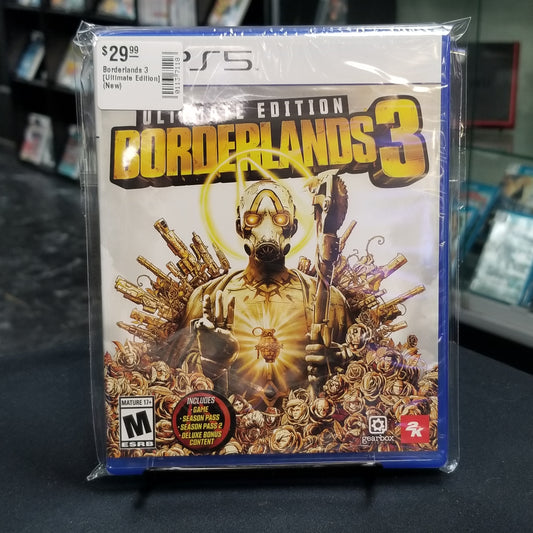 $29.99
Borderlands 3
[Ultimate Edition]
(New)
PS5
ULTIMATE EDITION
BORDERLANDS 3
MATURE 17+
M
ESRB
INCLUDES
• GAME
• SEASON PASS
• SEASON PASS 2
• DELUXE BONUS
CONTENT
gearbox
2K